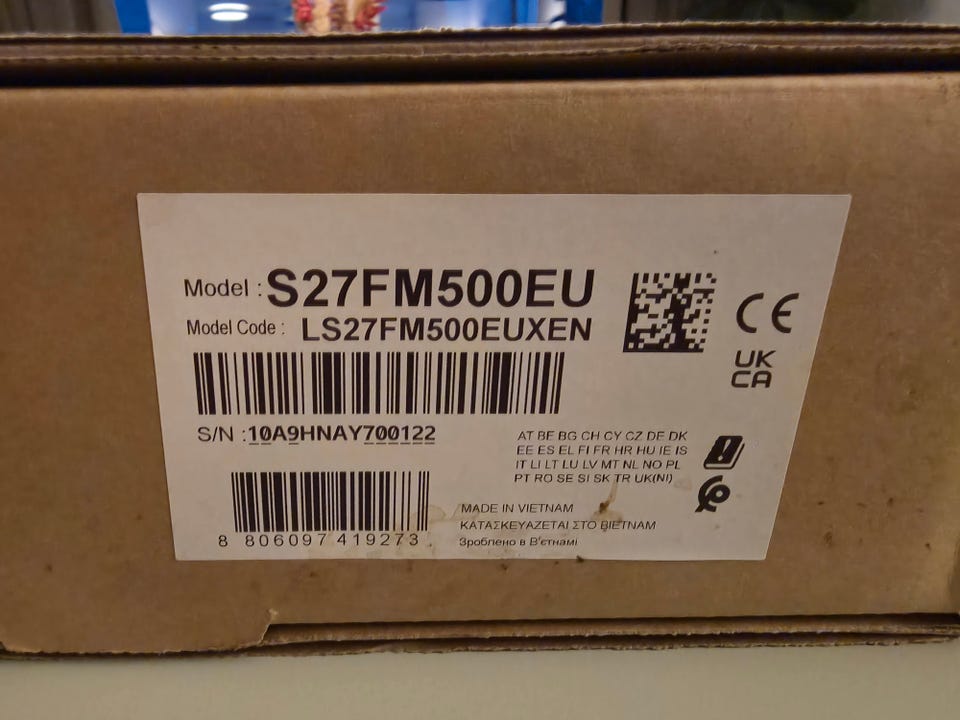 Model : S27FM500EU
Model Code : LS27FM500EUXEN
S/N :10A9HNAY700122
8 806097 419273
CE
UK
CA
AT BE BG CH CY CZ DE DK
EE ES EL FI FR HR HU IE IS
IT LI LT LU LV MT NL NO PL
PT RO SE SI SK TR UK(NI)
MADE IN VIETNAM
ΚΑΤΑΣΚΕΥΑΖΕΤΑΙ ΣΤΟ ΒΙΕΤΝΑΜ
Зроблено в В'єтнамі